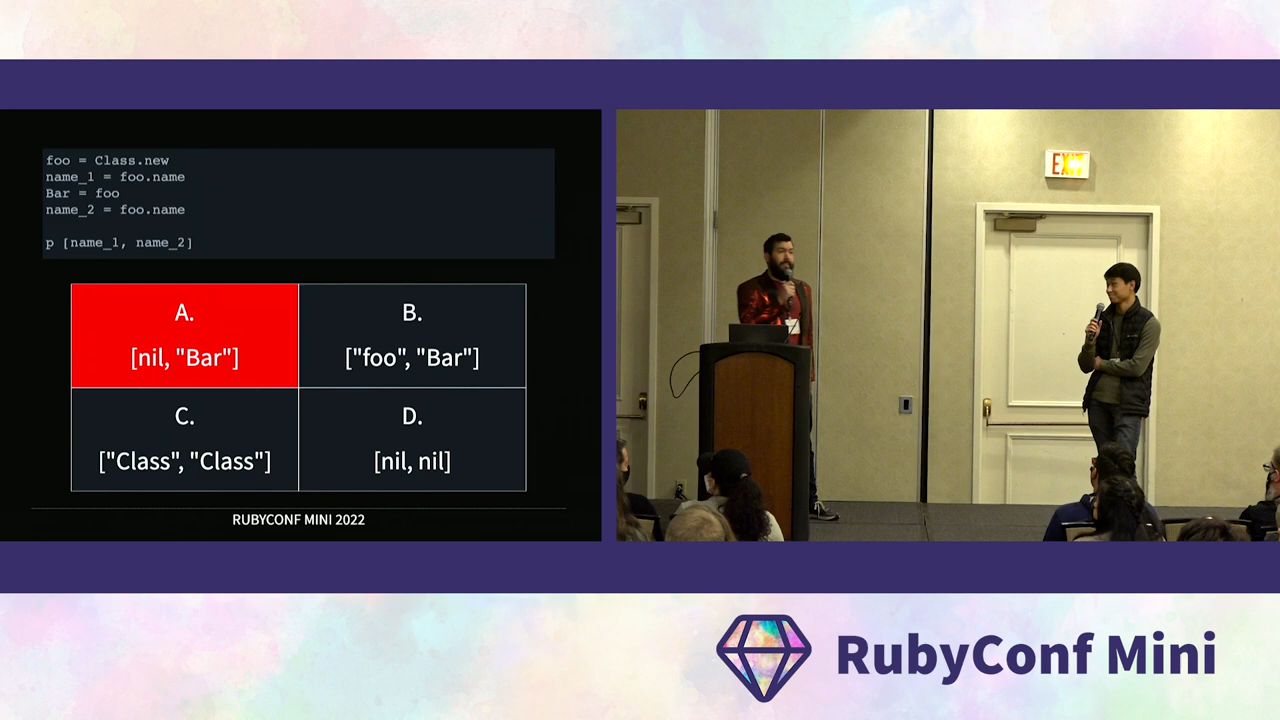 foo = Class.new
name_1 = foo.name
Bar = foo
name_2 = foo.name
p [name_1, name_2]
A.
[nil, "Bar"]
B.
["foo", "Bar"]
C.
["Class", "Class"]
D.
[nil, nil]
RUBYCONF MINI 2022
EXIT
RubyConf Mini